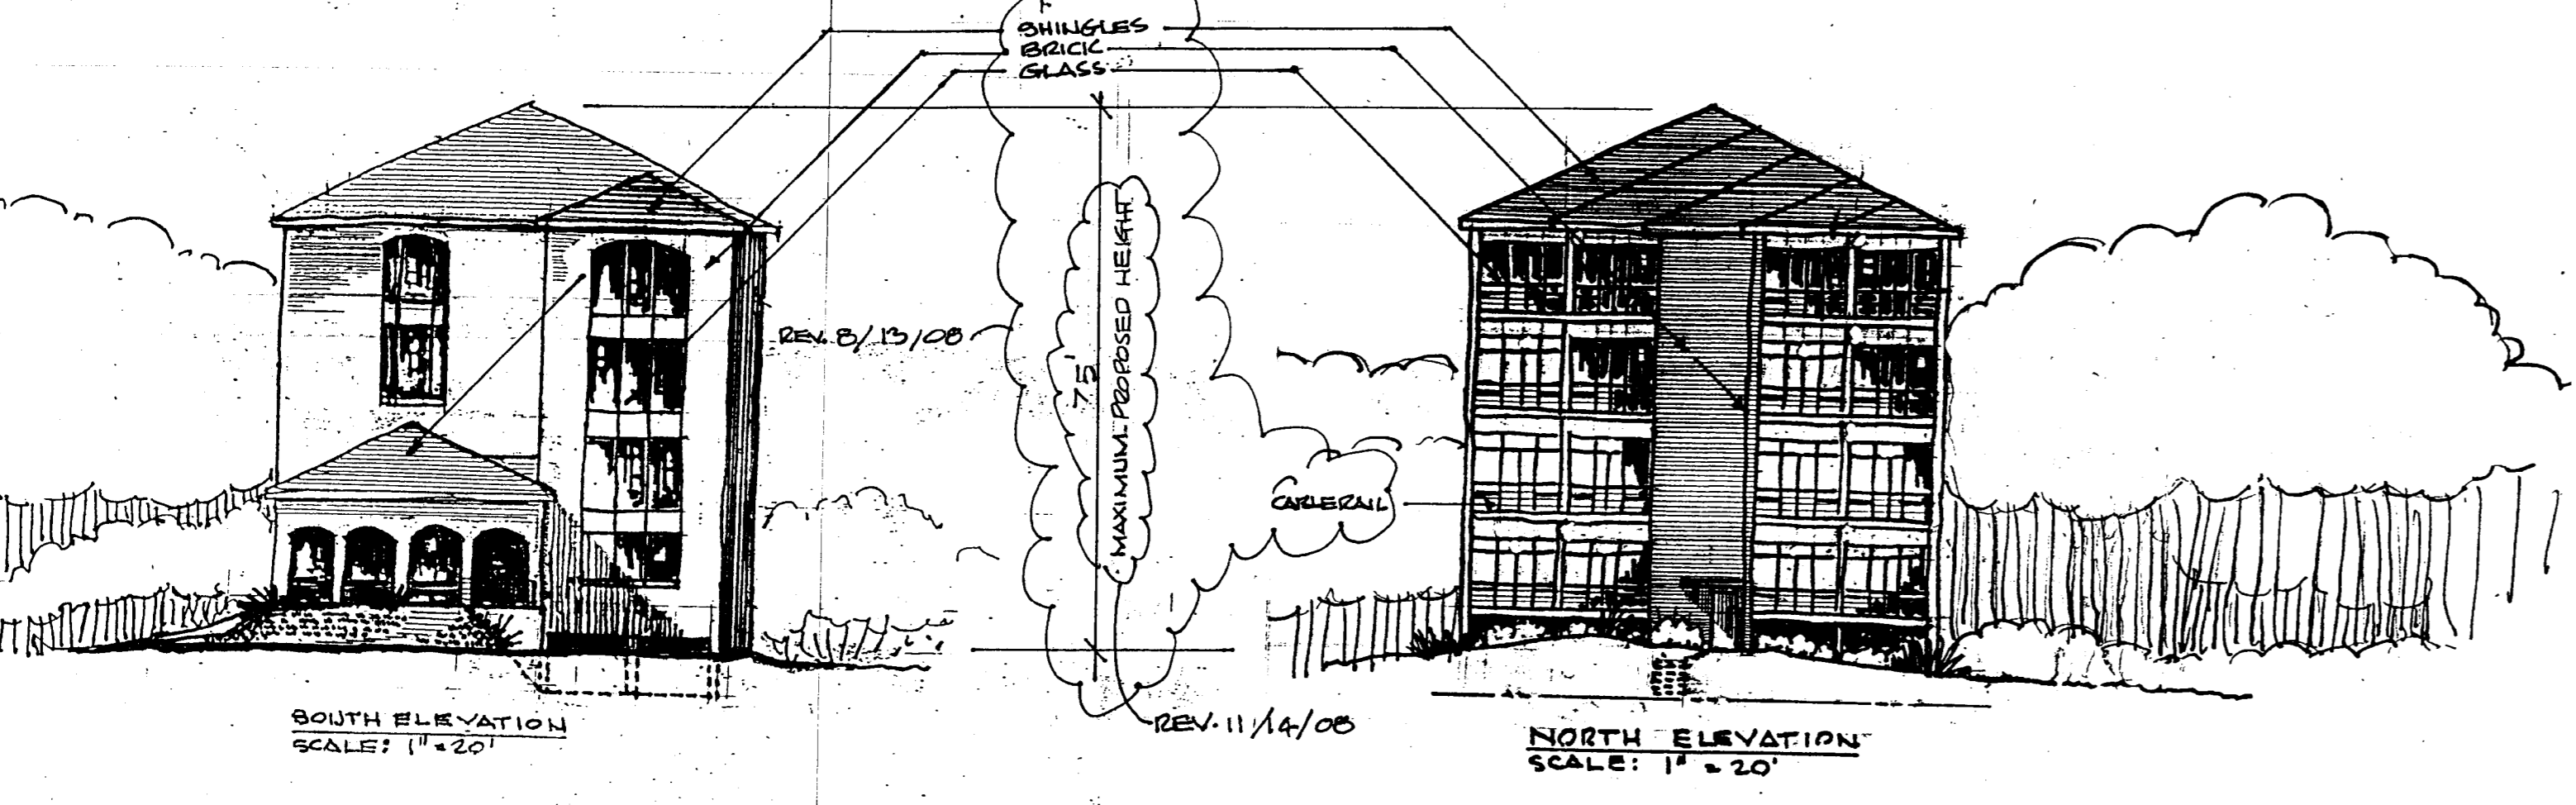 SHINGLES
BRICK
GLASS
REV. 8/13/08
75'
MAXIMUM PROPOSED HEIGHT
CABLERAIL
REV. 11/14/08
SOUTH ELEVATION
SCALE: 1" = 20'
NORTH ELEVATION
SCALE: 1" = 20'